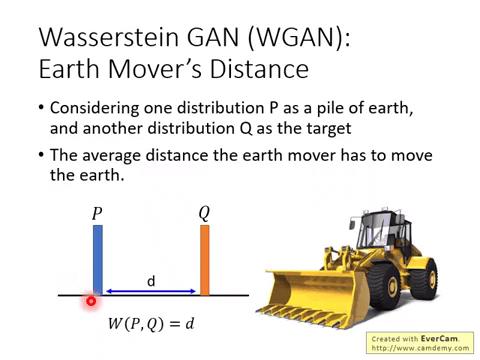 Wasserstein GAN (WGAN):
Earth Mover's Distance
• Considering one distribution P as a pile of earth,
and another distribution Q as the target
• The average distance the earth mover has to move
the earth.
P
Q
d
W(P, Q) = d
Created with EverCam.
http://www.camdemy.com